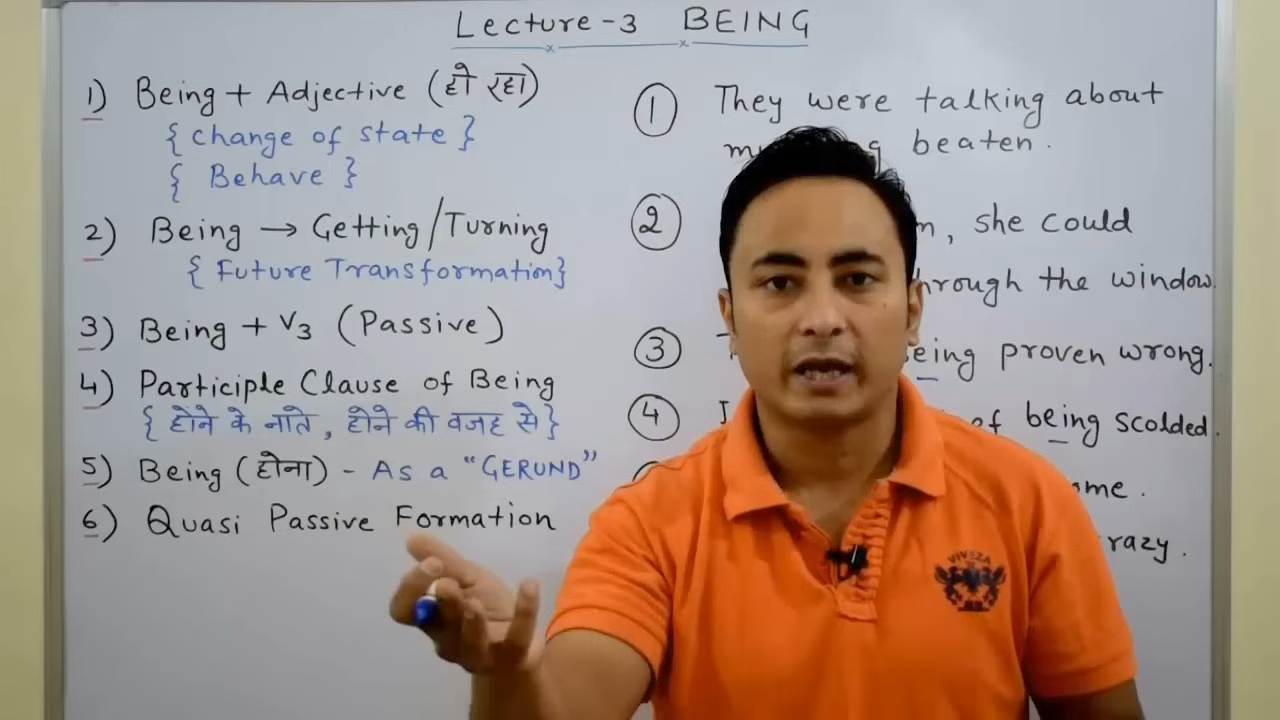 Lecture-3 BEING
1) Being + Adjective (हो रहा)
{ change of state }
{ Behave }
2) Being → Getting/Turning
{ Future Transformation }
3) Being + V3 (Passive)
4) Participle Clause of Being
{ होने के नाते, होने की वजह से }
5) Being (होना) - As a "GERUND"
6) Quasi Passive Formation
1 They were talking about
beaten.
2 , she could
through the window.
3 being proven wrong.
4 I of being scolded.
VIVEZA